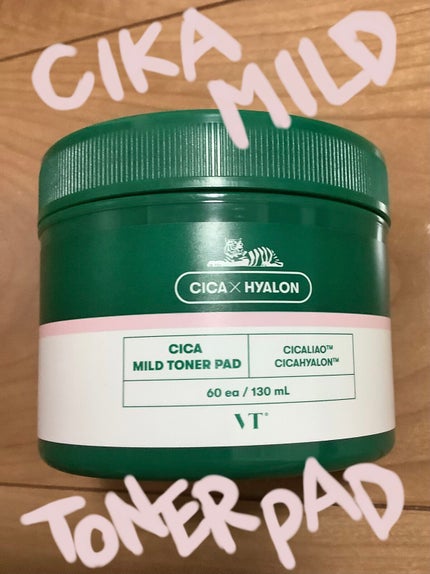 CIKA
MILD
CICA × HYALON
CICA
MILD TONER PAD
CICALIAO™
CICAHYALON™
60 ea / 130 mL
VT®
TONER PAD